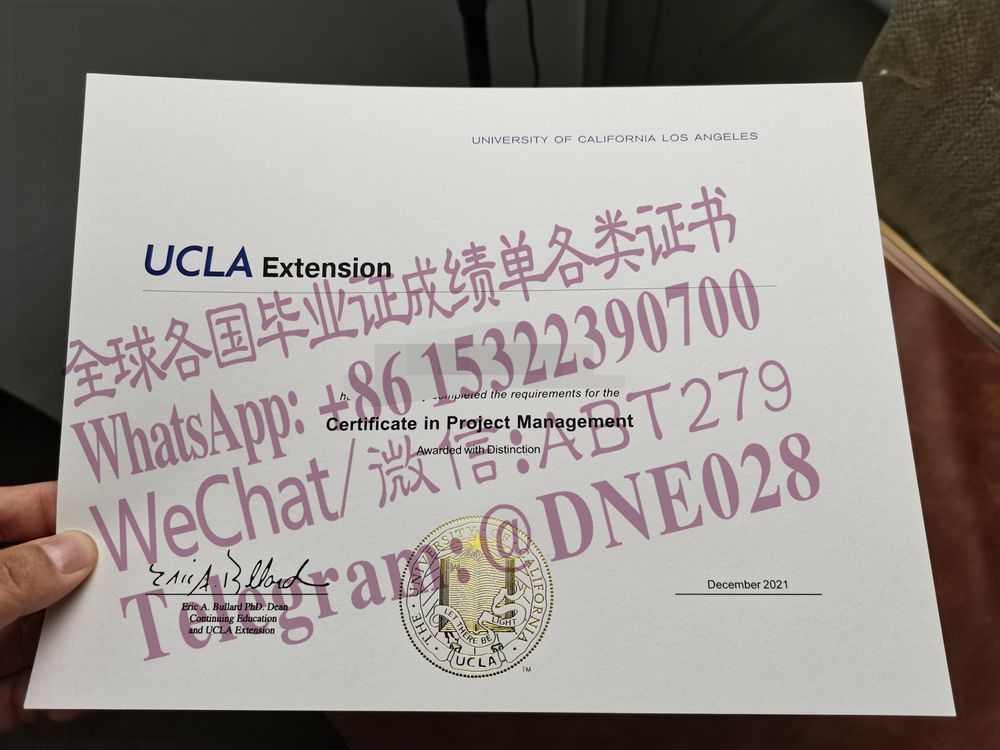 UNIVERSITY OF CALIFORNIA LOS ANGELES
UCLA Extension
全球各国毕业证成绩单各类证书
WhatsApp: +86 15322390700
completed the requirements for the
Certificate in Project Management
Awarded with Distinction
WeChat/微信:ABT279
Telegram:@DNE028
Eric A. Bullard
Eric A. Bullard PhD. Dean
Continuing Education
and UCLA Extension
December 2021
THE UNIVERSITY OF CALIFORNIA
LET THERE BE LIGHT
UCLA
TM